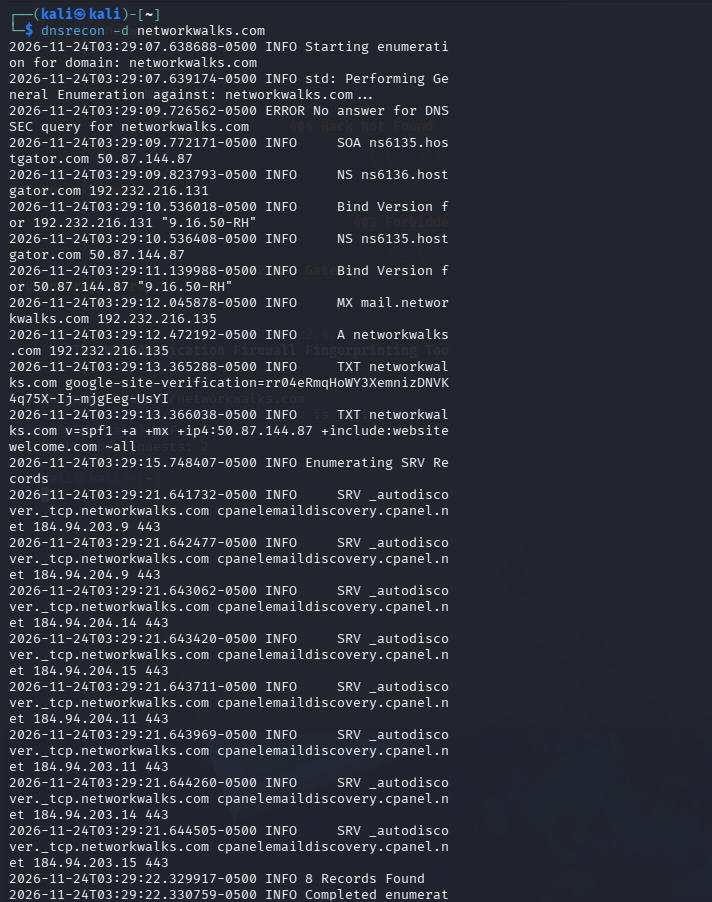 ┌──(kali㉿kali)-[~]
└─$ dnsrecon -d networkwalks.com
2026-11-24T03:29:07.638688-0500 INFO Starting enumerati
on for domain: networkwalks.com
2026-11-24T03:29:07.639174-0500 INFO std: Performing Ge
neral Enumeration against: networkwalks.com...
2026-11-24T03:29:09.726562-0500 ERROR No answer for DNS
SEC query for networkwalks.com
2026-11-24T03:29:09.772171-0500 INFO     SOA ns6135.hos
tgator.com 50.87.144.87
2026-11-24T03:29:09.823793-0500 INFO     NS ns6136.host
gator.com 192.232.216.131
2026-11-24T03:29:10.536018-0500 INFO     Bind Version f
or 192.232.216.131 "9.16.50-RH"
2026-11-24T03:29:10.536408-0500 INFO     NS ns6135.host
gator.com 50.87.144.87
2026-11-24T03:29:11.139988-0500 INFO     Bind Version f
or 50.87.144.87 "9.16.50-RH"
2026-11-24T03:29:12.045878-0500 INFO     MX mail.networ
kwalks.com 192.232.216.135
2026-11-24T03:29:12.472192-0500 INFO     A networkwalks
.com 192.232.216.135
2026-11-24T03:29:13.365288-0500 INFO     TXT networkwal
ks.com google-site-verification=rr04eRmqHoWY3XemnizDNVK
4q75X-Ij-mjgEeg-UsYI
2026-11-24T03:29:13.366038-0500 INFO     TXT networkwal
ks.com v=spf1 +a +mx +ip4:50.87.144.87 +include:website
welcome.com ~all
2026-11-24T03:29:15.748407-0500 INFO Enumerating SRV Re
cords
2026-11-24T03:29:21.641732-0500 INFO     SRV _autodisco
ver._tcp.networkwalks.com cpanelemaildiscovery.cpanel.n
et 184.94.203.9 443
2026-11-24T03:29:21.642477-0500 INFO     SRV _autodisco
ver._tcp.networkwalks.com cpanelemaildiscovery.cpanel.n
et 184.94.204.9 443
2026-11-24T03:29:21.643062-0500 INFO     SRV _autodisco
ver._tcp.networkwalks.com cpanelemaildiscovery.cpanel.n
et 184.94.204.14 443
2026-11-24T03:29:21.643420-0500 INFO     SRV _autodisco
ver._tcp.networkwalks.com cpanelemaildiscovery.cpanel.n
et 184.94.204.15 443
2026-11-24T03:29:21.643711-0500 INFO     SRV _autodisco
ver._tcp.networkwalks.com cpanelemaildiscovery.cpanel.n
et 184.94.204.11 443
2026-11-24T03:29:21.643969-0500 INFO     SRV _autodisco
ver._tcp.networkwalks.com cpanelemaildiscovery.cpanel.n
et 184.94.203.11 443
2026-11-24T03:29:21.644260-0500 INFO     SRV _autodisco
ver._tcp.networkwalks.com cpanelemaildiscovery.cpanel.n
et 184.94.203.14 443
2026-11-24T03:29:21.644505-0500 INFO     SRV _autodisco
ver._tcp.networkwalks.com cpanelemaildiscovery.cpanel.n
et 184.94.203.15 443
2026-11-24T03:29:22.329917-0500 INFO 8 Records Found
2026-11-24T03:29:22.330759-0500 INFO Completed enumerat